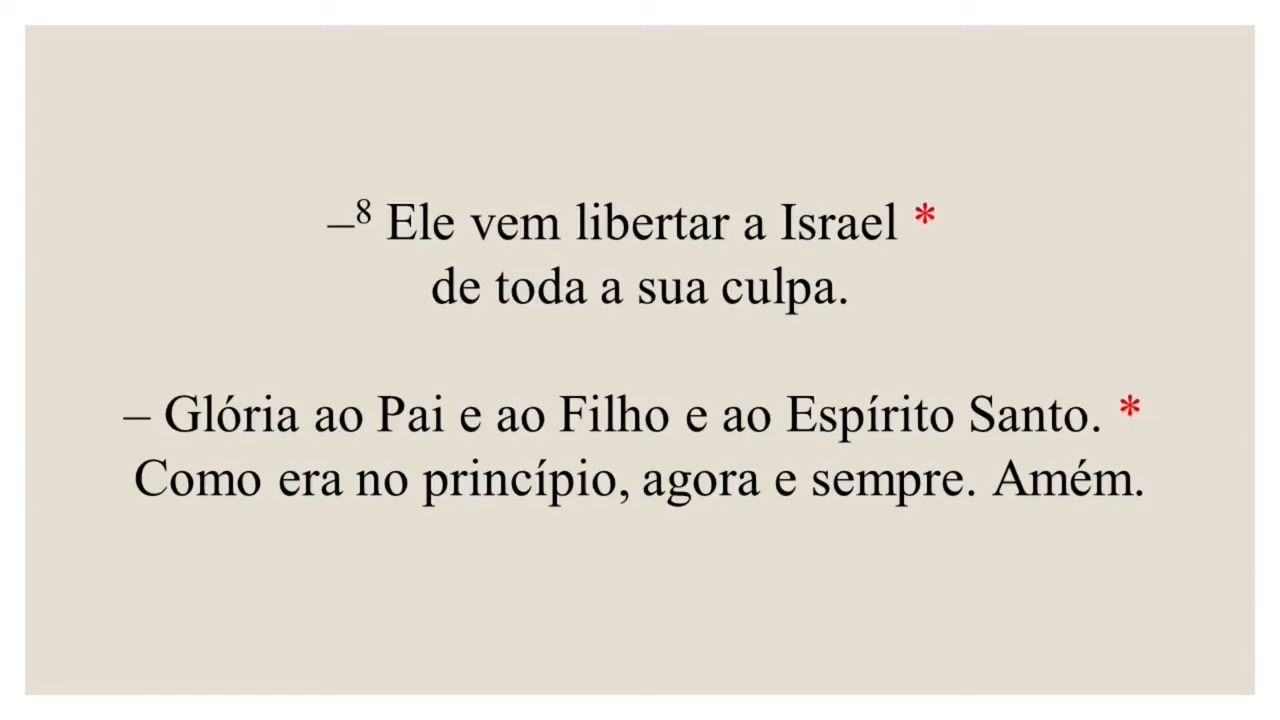 –⁸ Ele vem libertar a Israel *
de toda a sua culpa.
– Glória ao Pai e ao Filho e ao Espírito Santo. *
Como era no princípio, agora e sempre. Amém.